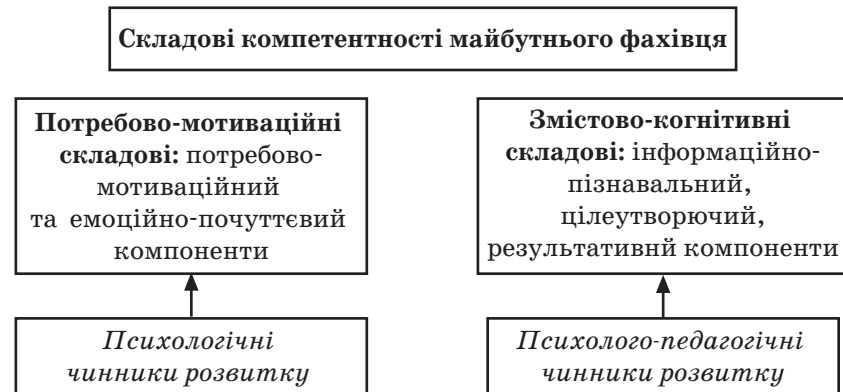 Складові компетентності майбутнього фахівця
Потребово-мотиваційні
складові: потребово-
мотиваційний
та емоційно-почуттєвий
компоненти
Змістово-когнітивні
складові: інформаційно-
пізнавальний,
цілеутворюючий,
результативнй компоненти
Психологічні
чинники розвитку
Психолого-педагогічні
чинники розвитку